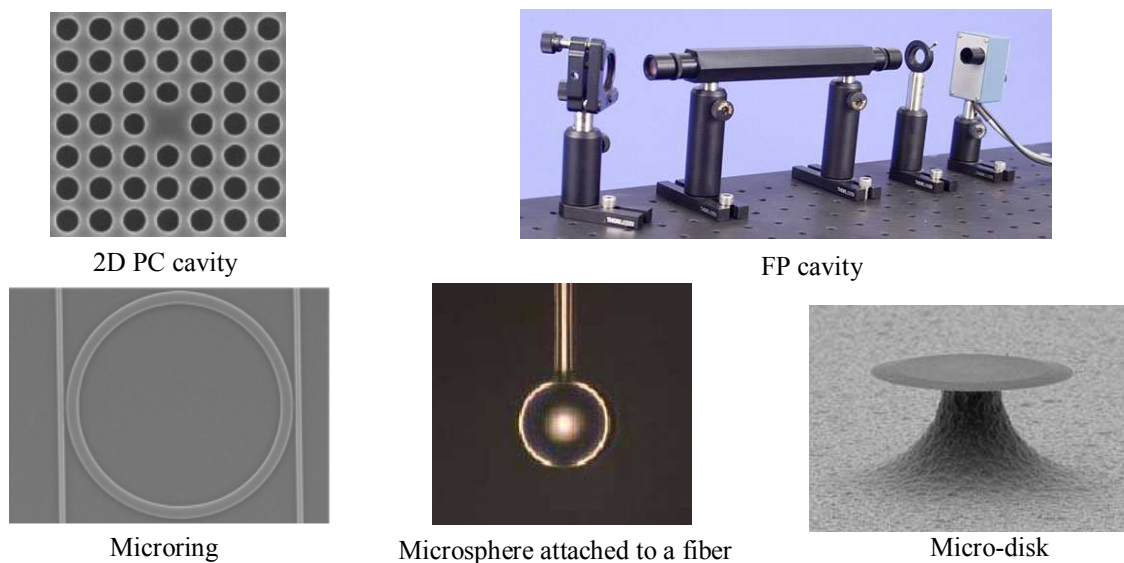 2D PC cavity
FP cavity
Microring
Microsphere attached to a fiber
Micro-disk